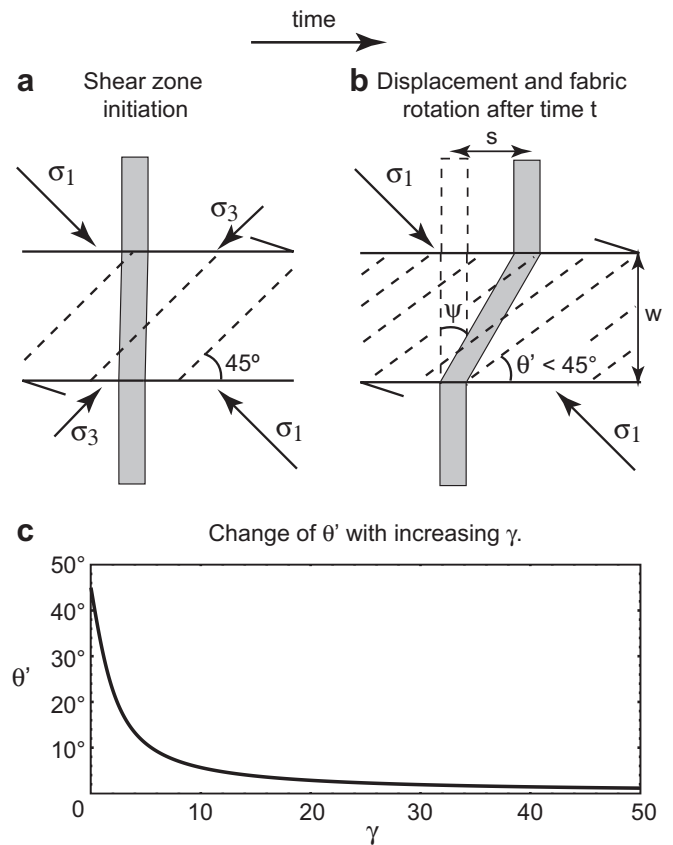 time
a Shear zone
initiation
b Displacement and fabric
rotation after time t
s
σ1
σ3
45º
σ3
σ1
σ1
ψ
θ’ < 45°
w
σ1
c Change of θ’ with increasing γ.
50°
40°
30°
20°
10°
θ’
0 10 20 30 40 50
γ